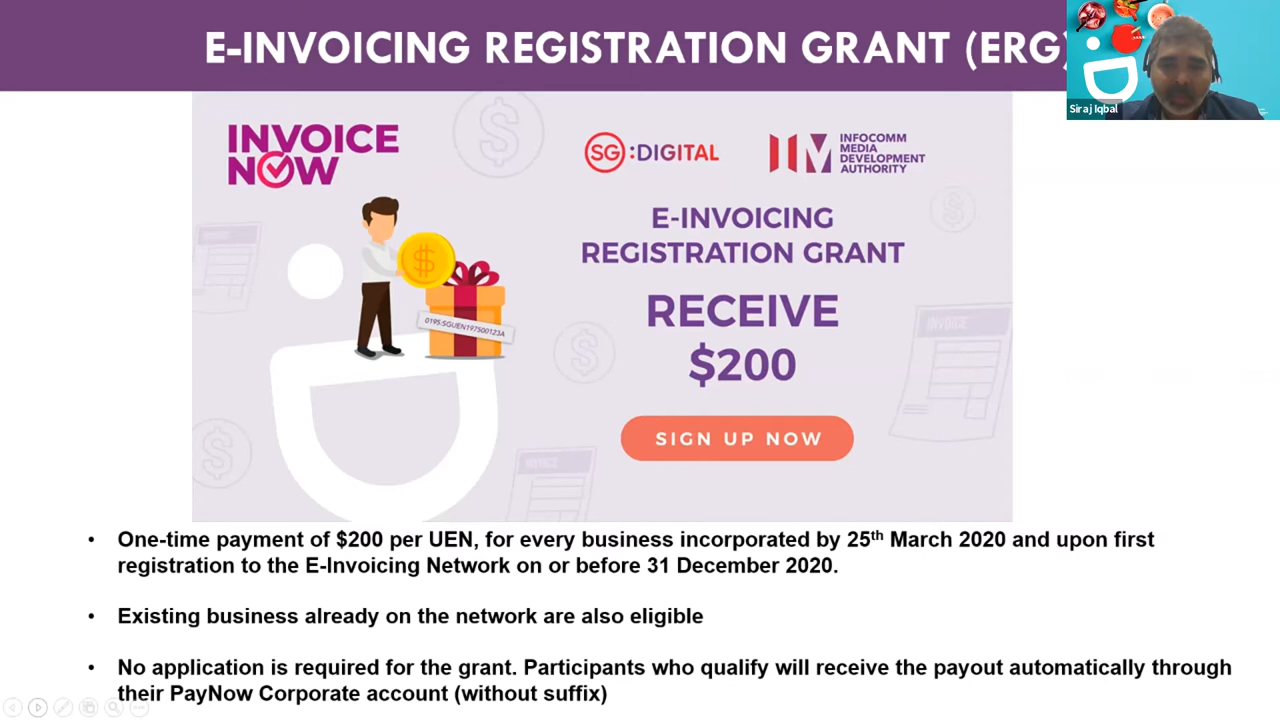 E-INVOICING REGISTRATION GRANT (ERG)
Siraj Iqbal
INVOICE
NOW
SG:DIGITAL
INFOCOMM
MEDIA
DEVELOPMENT
AUTHORITY
E-INVOICING
REGISTRATION GRANT
RECEIVE
$200
0195:SGUEN197500123A
INVOICE
SIGN UP NOW
INVOICE
• One-time payment of $200 per UEN, for every business incorporated by 25th March 2020 and upon first
registration to the E-Invoicing Network on or before 31 December 2020.
• Existing business already on the network are also eligible
• No application is required for the grant. Participants who qualify will receive the payout automatically through
their PayNow Corporate account (without suffix)